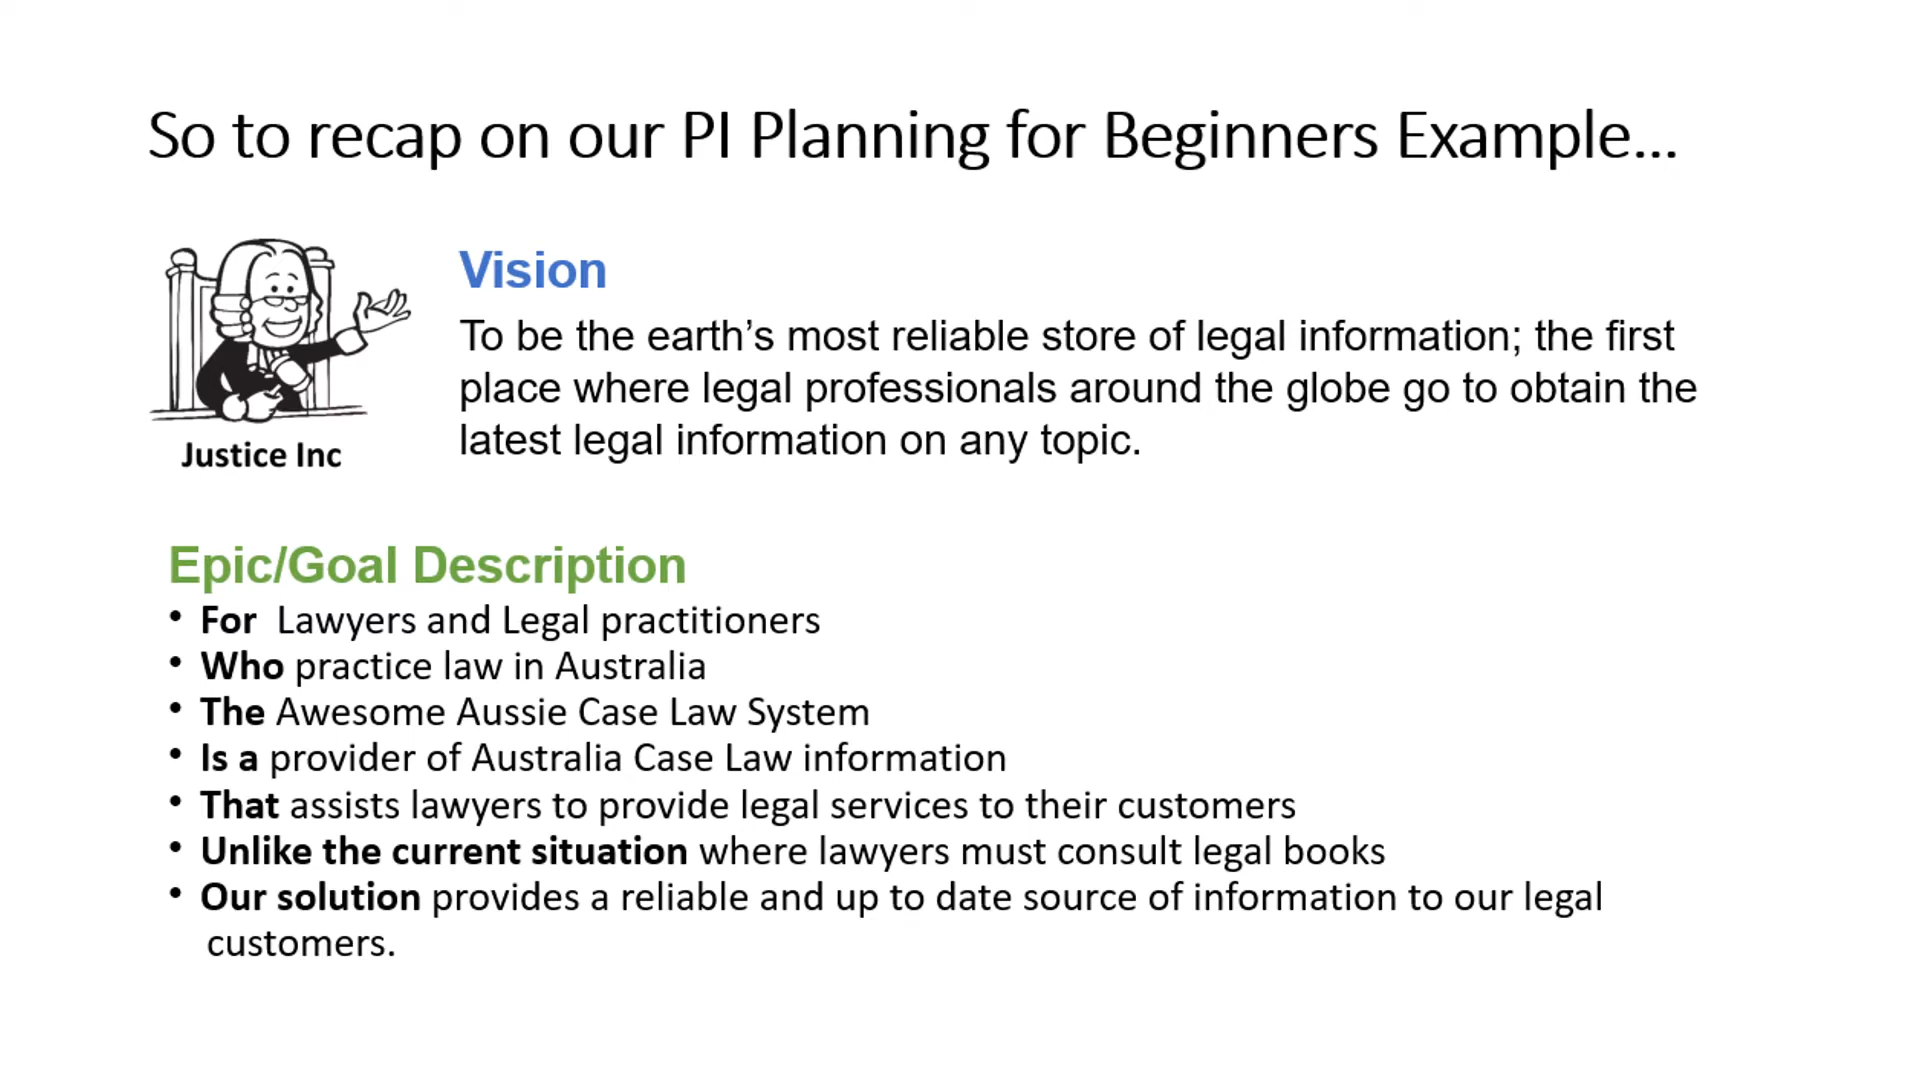 So to recap on our PI Planning for Beginners Example...
Vision
To be the earth’s most reliable store of legal information; the first
place where legal professionals around the globe go to obtain the
latest legal information on any topic.
Justice Inc
Epic/Goal Description
• For  Lawyers and Legal practitioners
• Who practice law in Australia
• The Awesome Aussie Case Law System
• Is a provider of Australia Case Law information
• That assists lawyers to provide legal services to their customers
• Unlike the current situation where lawyers must consult legal books
• Our solution provides a reliable and up to date source of information to our legal
customers.